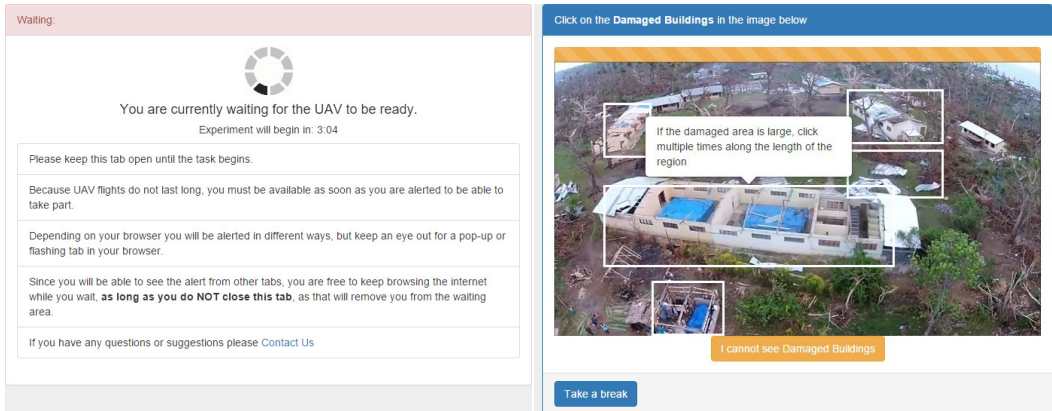 Waiting:
You are currently waiting for the UAV to be ready.
Experiment will begin in: 3:04
Please keep this tab open until the task begins.
Because UAV flights do not last long, you must be available as soon as you are alerted to be able to
take part.
Depending on your browser you will be alerted in different ways, but keep an eye out for a pop-up or
flashing tab in your browser.
Since you will be able to see the alert from other tabs, you are free to keep browsing the internet
while you wait, as long as you do NOT close this tab, as that will remove you from the waiting
area.
If you have any questions or suggestions please Contact Us
Click on the Damaged Buildings in the image below
If the damaged area is large, click
multiple times along the length of the
region
I cannot see Damaged Buildings
Take a break